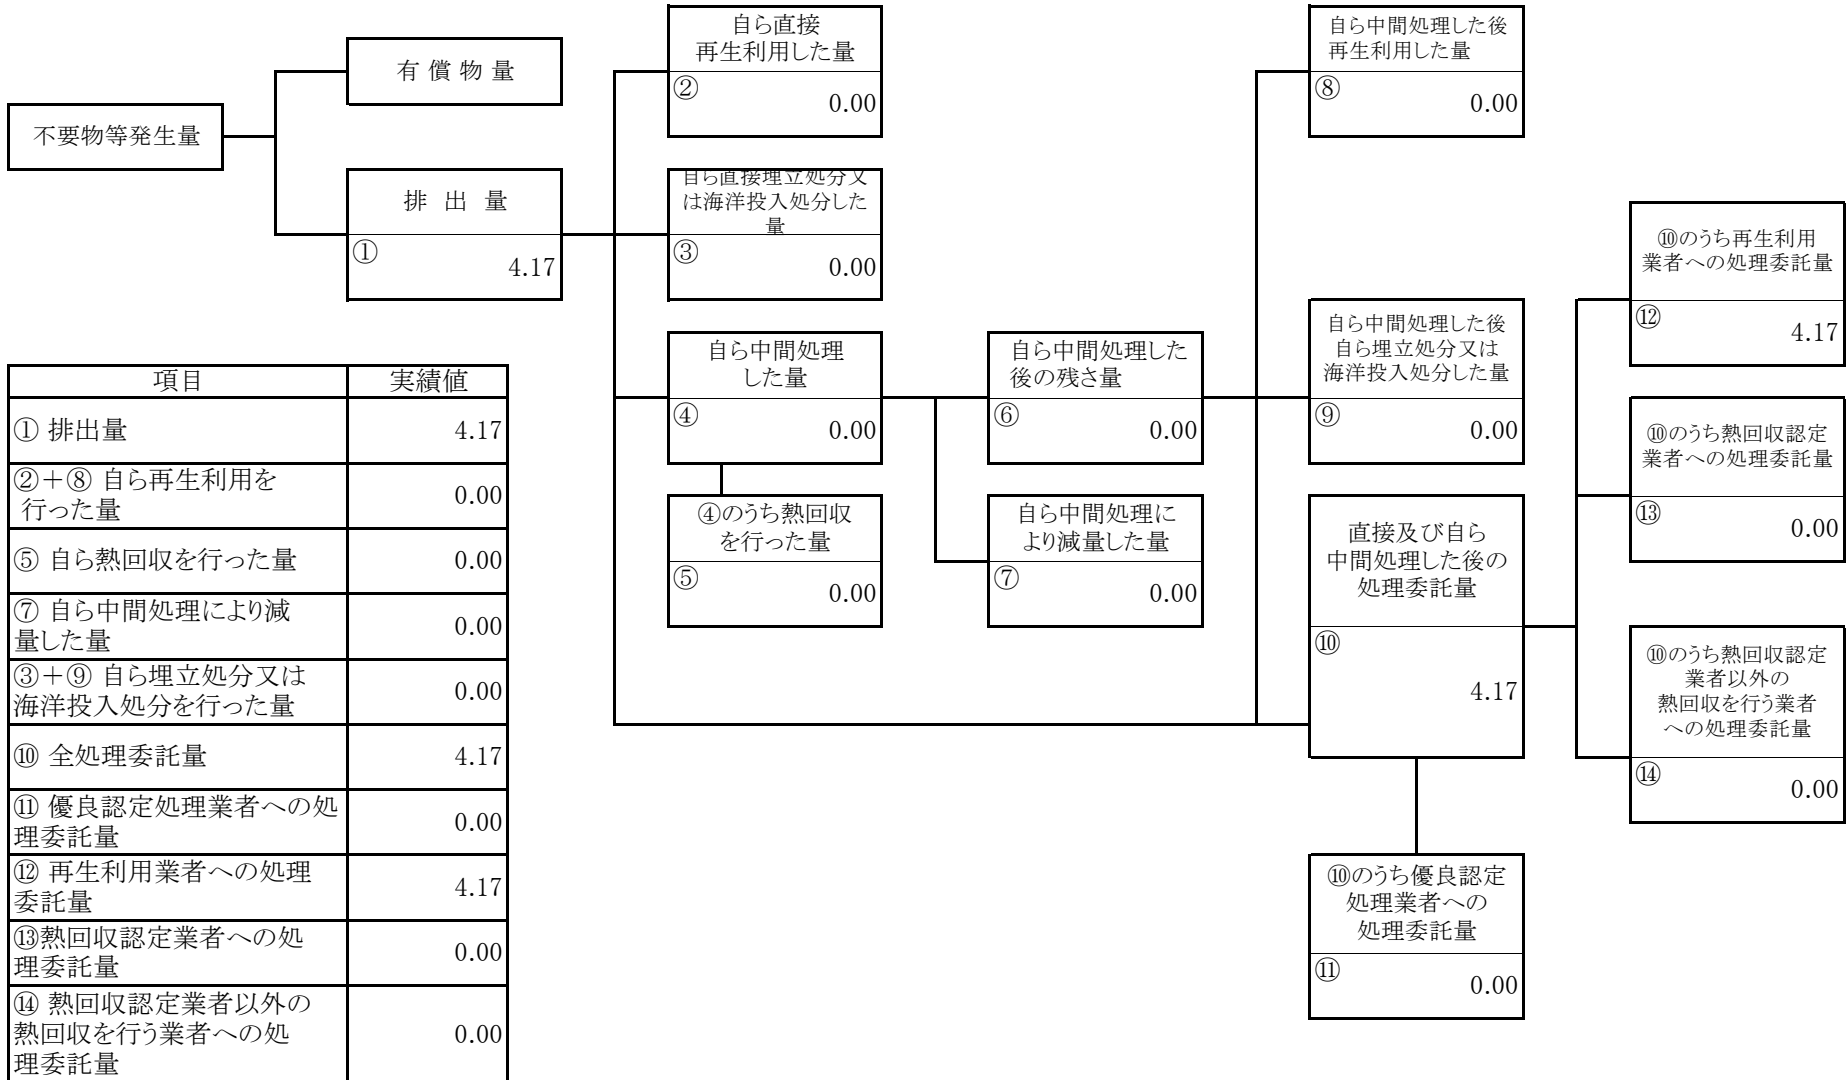 不要物等発生量
有 償 物 量
排 出 量
①
4.17
自ら直接
再生利用した量
②
0.00
自ら直接埋立処分又
は海洋投入処分した
量
③
0.00
自ら中間処理
した量
④
0.00
④のうち熱回収
を行った量
⑤
0.00
自ら中間処理した
後の残さ量
⑥
0.00
自ら中間処理に
より減量した量
⑦
0.00
自ら中間処理した後
再生利用した量
⑧
0.00
自ら中間処理した後
自ら埋立処分又は
海洋投入処分した量
⑨
0.00
直接及び自ら
中間処理した後の
処理委託量
⑩
4.17
⑩のうち優良認定
処理業者への
処理委託量
⑪
0.00
⑩のうち再生利用
業者への処理委託量
⑫
4.17
⑩のうち熱回収認定
業者への処理委託量
⑬
0.00
⑩のうち熱回収認定
業者以外の
熱回収を行う業者
への処理委託量
⑭
0.00
項目 実績値
① 排出量 4.17
②＋⑧ 自ら再生利用を
行った量 0.00
⑤ 自ら熱回収を行った量 0.00
⑦ 自ら中間処理により減
量した量 0.00
③＋⑨ 自ら埋立処分又は
海洋投入処分を行った量 0.00
⑩ 全処理委託量 4.17
⑪ 優良認定処理業者への処
理委託量 0.00
⑫ 再生利用業者への処理
委託量 4.17
⑬熱回収認定業者への処
理委託量 0.00
⑭ 熱回収認定業者以外の
熱回収を行う業者への処
理委託量 0.00